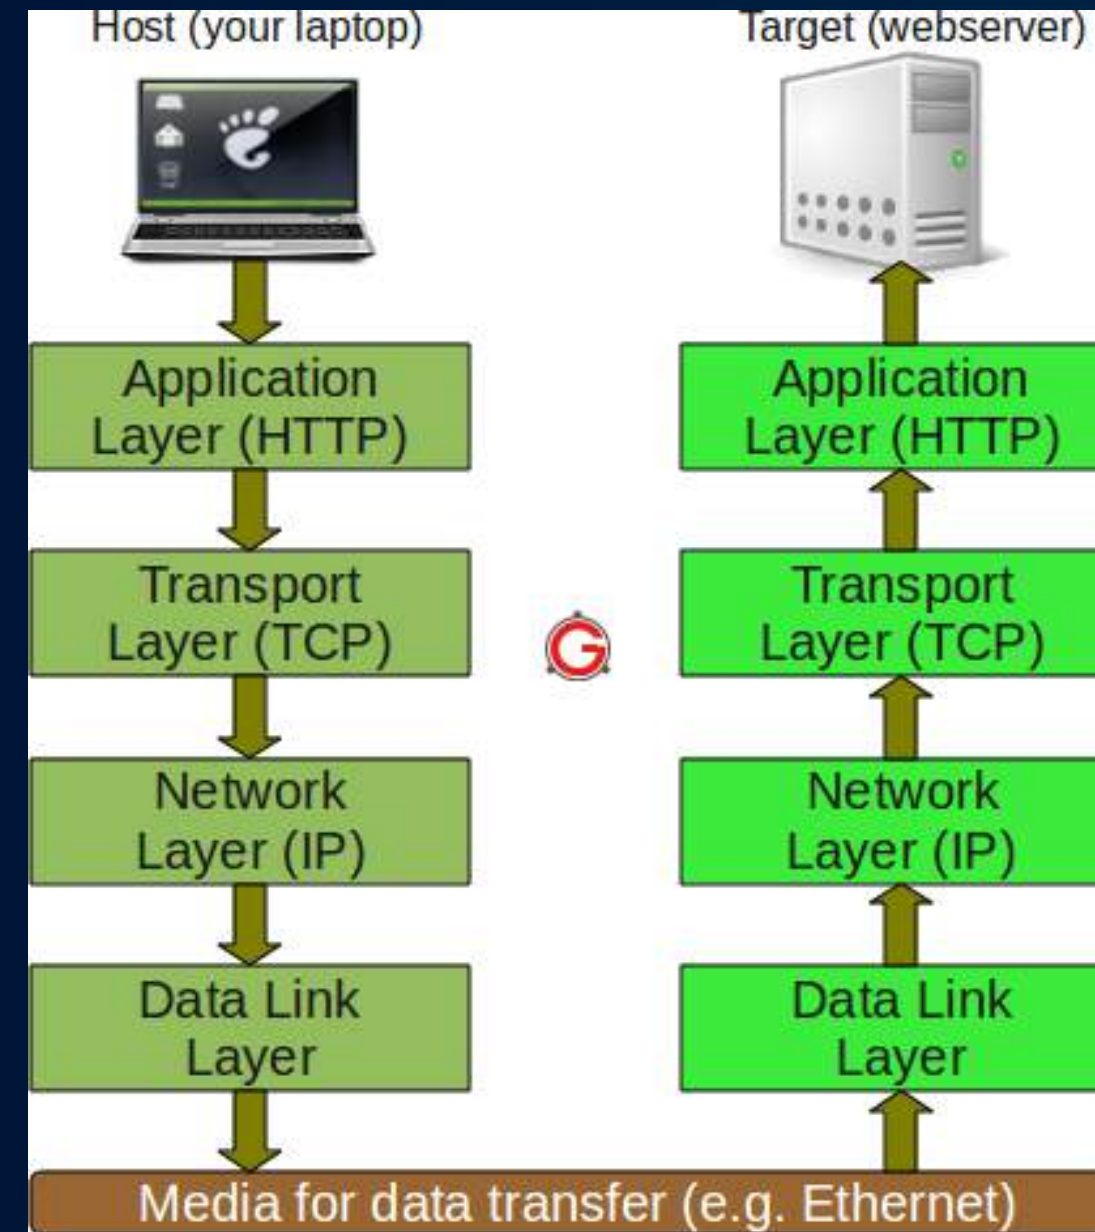 Host (your laptop)
Target (webserver)
Application
Layer (HTTP)
Transport
Layer (TCP)
Network
Layer (IP)
Data Link
Layer
Application
Layer (HTTP)
Transport
Layer (TCP)
Network
Layer (IP)
Data Link
Layer
G
Media for data transfer (e.g. Ethernet)